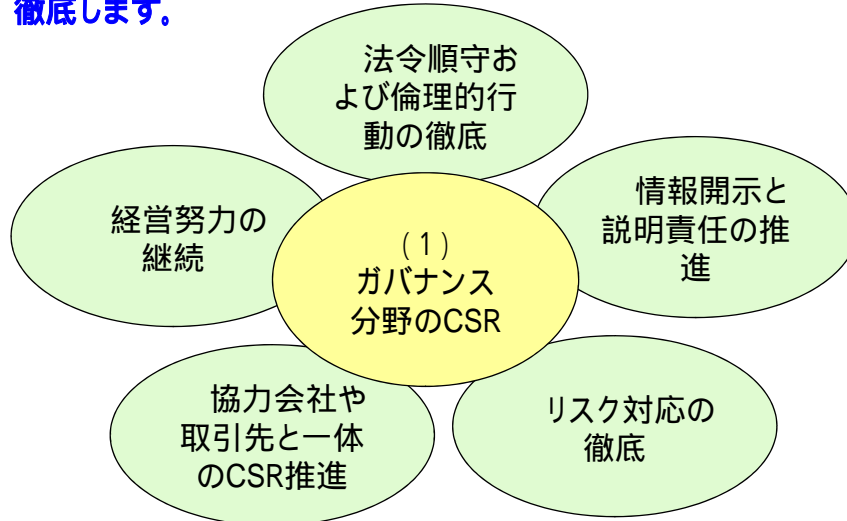 徹底します。
法令順守お
よび倫理的行
動の徹底
情報開示と
説明責任の推
進
経営努力の
継続
(1)
ガバナンス
分野のCSR
協力会社や
取引先と一体
のCSR推進
リスク対応の
徹底